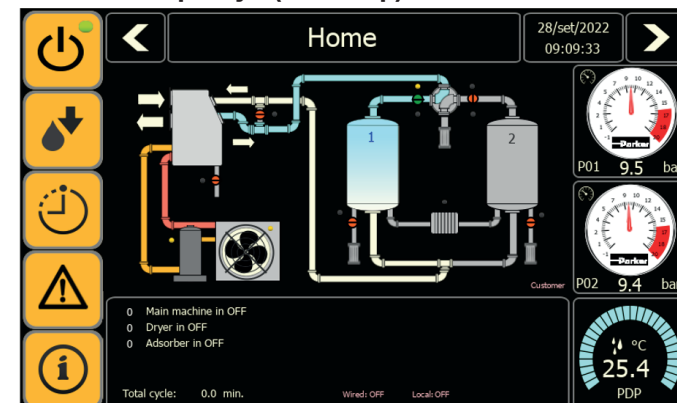 Home
28/set/2022
09:09:33
1
2
Parker
P01 9.5 ba
Parker
P02 9.4 ba
Customer
0 Main machine in OFF
0 Dryer in OFF
0 Adsorber in OFF
Total cycle: 0.0 min.
Wired: OFF Local: OFF
°C
25.4
PDP